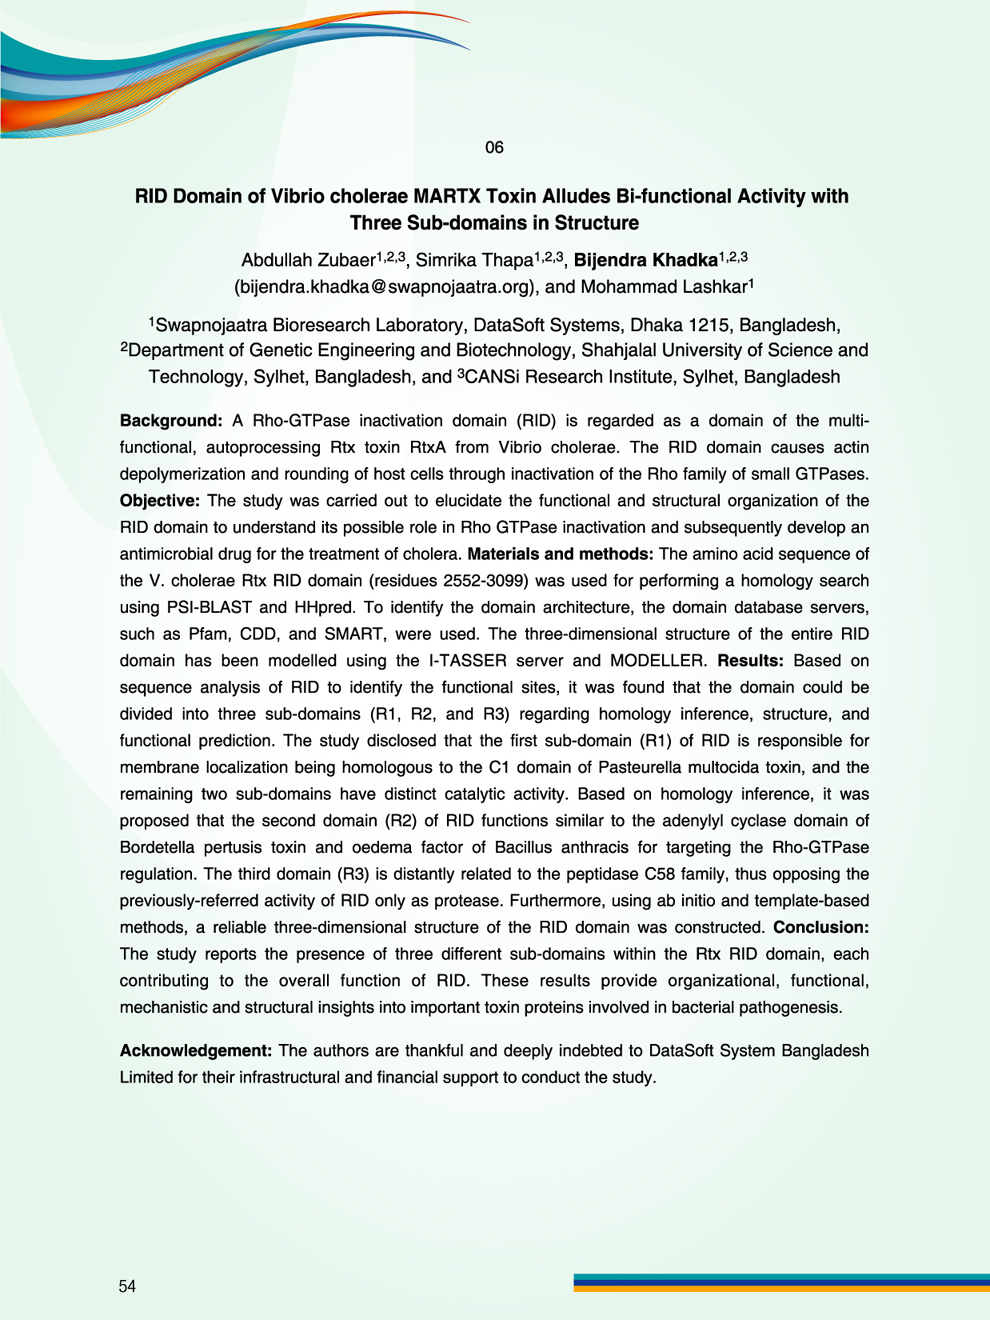 06
RID Domain of Vibrio cholerae MARTX Toxin Alludes Bi-functional Activity with
Three Sub-domains in Structure
Abdullah Zubaer1,2,3, Simrika Thapa1,2,3, Bijendra Khadka1,2,3
(bijendra.khadka@swapnojaatra.org), and Mohammad Lashkar1
1Swapnojaatra Bioresearch Laboratory, DataSoft Systems, Dhaka 1215, Bangladesh,
2Department of Genetic Engineering and Biotechnology, Shahjalal University of Science and
Technology, Sylhet, Bangladesh, and 3CANSi Research Institute, Sylhet, Bangladesh
Background: A Rho-GTPase inactivation domain (RID) is regarded as a domain of the multi-
functional, autoprocessing Rtx toxin RtxA from Vibrio cholerae. The RID domain causes actin
depolymerization and rounding of host cells through inactivation of the Rho family of small GTPases.
Objective: The study was carried out to elucidate the functional and structural organization of the
RID domain to understand its possible role in Rho GTPase inactivation and subsequently develop an
antimicrobial drug for the treatment of cholera. Materials and methods: The amino acid sequence of
the V. cholerae Rtx RID domain (residues 2552-3099) was used for performing a homology search
using PSI-BLAST and HHpred. To identify the domain architecture, the domain database servers,
such as Pfam, CDD, and SMART, were used. The three-dimensional structure of the entire RID
domain has been modelled using the I-TASSER server and MODELLER. Results: Based on
sequence analysis of RID to identify the functional sites, it was found that the domain could be
divided into three sub-domains (R1, R2, and R3) regarding homology inference, structure, and
functional prediction. The study disclosed that the first sub-domain (R1) of RID is responsible for
membrane localization being homologous to the C1 domain of Pasteurella multocida toxin, and the
remaining two sub-domains have distinct catalytic activity. Based on homology inference, it was
proposed that the second domain (R2) of RID functions similar to the adenylyl cyclase domain of
Bordetella pertusis toxin and oedema factor of Bacillus anthracis for targeting the Rho-GTPase
regulation. The third domain (R3) is distantly related to the peptidase C58 family, thus opposing the
previously-referred activity of RID only as protease. Furthermore, using ab initio and template-based
methods, a reliable three-dimensional structure of the RID domain was constructed. Conclusion:
The study reports the presence of three different sub-domains within the Rtx RID domain, each
contributing to the overall function of RID. These results provide organizational, functional,
mechanistic and structural insights into important toxin proteins involved in bacterial pathogenesis.
Acknowledgement: The authors are thankful and deeply indebted to DataSoft System Bangladesh
Limited for their infrastructural and financial support to conduct the study.
54